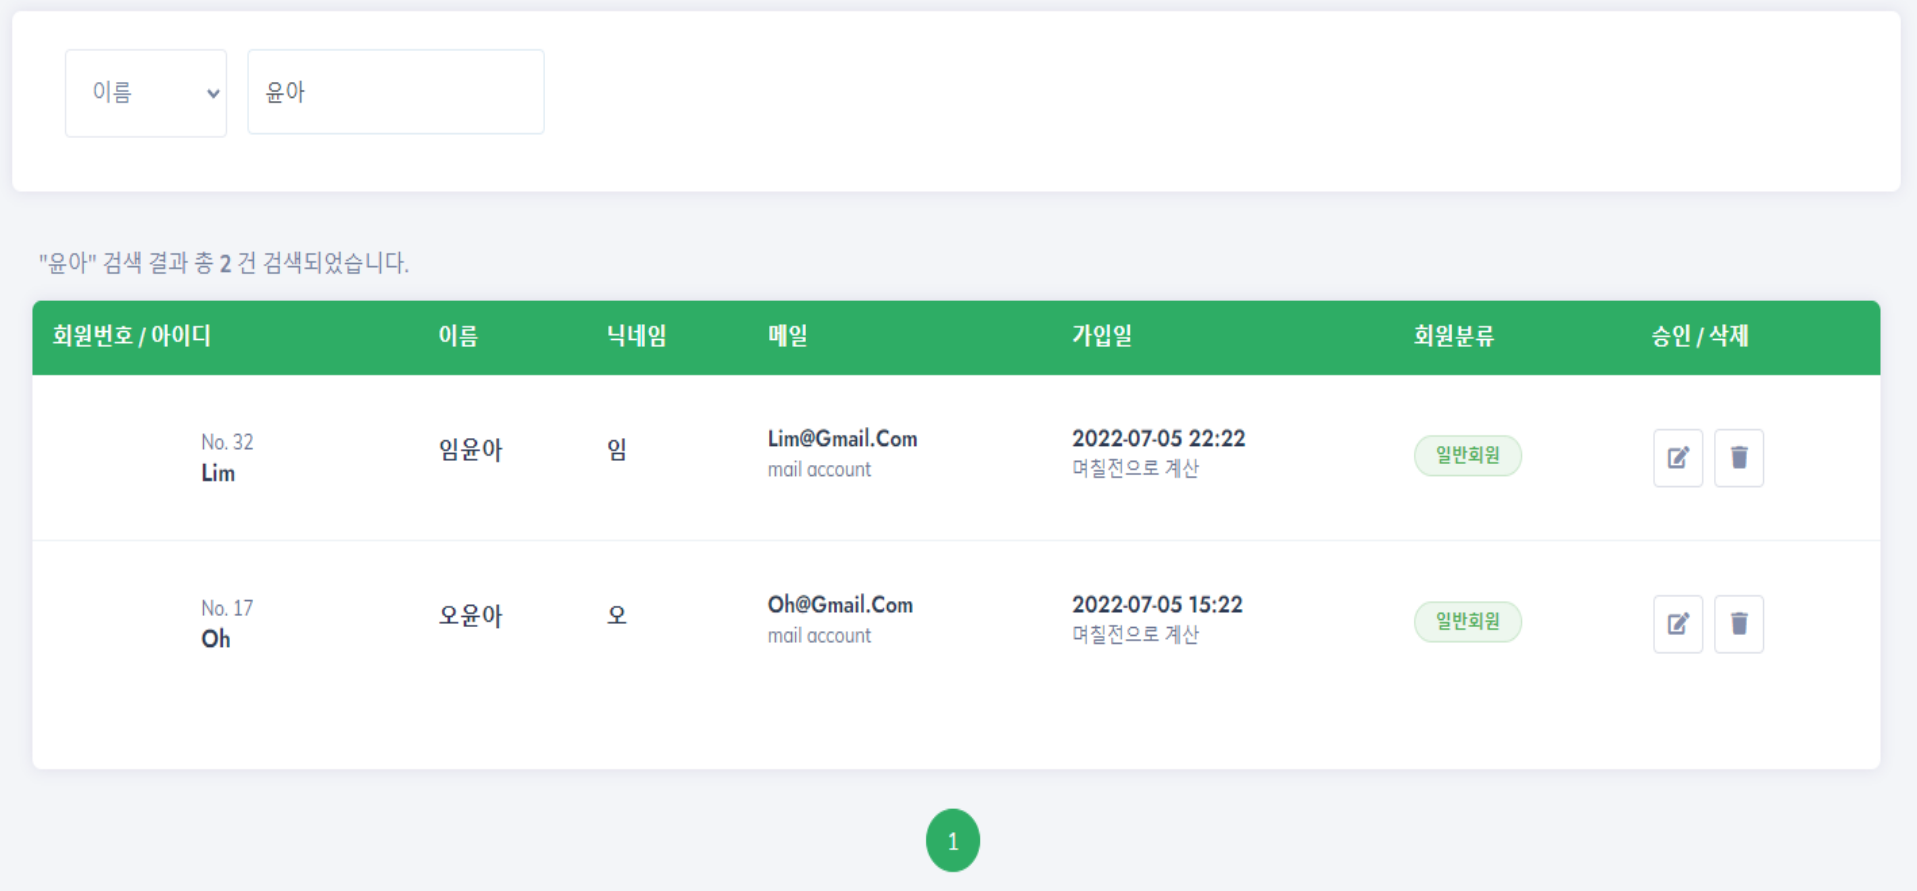 이름 윤아
"윤아" 검색 결과 총 2 건 검색되었습니다.
회원번호 / 아이디 이름 닉네임 메일 가입일 회원분류 승인 / 삭제
No. 32
Lim
임윤아
임
Lim@Gmail.Com
mail account
2022-07-05 22:22
며칠전으로 계산
일반회원
No. 17
Oh
오윤아
오
Oh@Gmail.Com
mail account
2022-07-05 15:22
며칠전으로 계산
일반회원
1